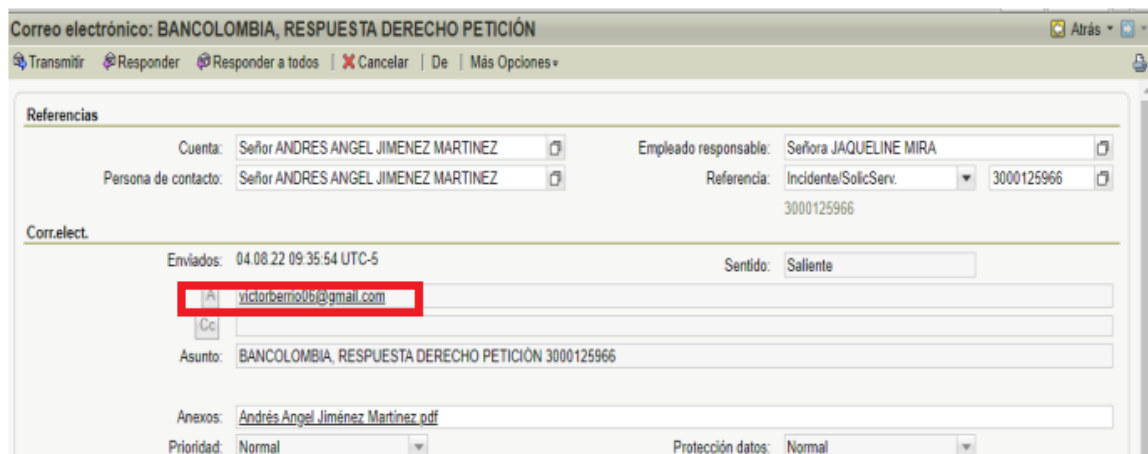 Correo electrónico: BANCOLOMBIA, RESPUESTA DERECHO PETICIÓN Atrás
Transmitir Responder Responder a todos | Cancelar | De | Más Opciones
Referencias
Cuenta: Señor ANDRES ANGEL JIMENEZ MARTINEZ Empleado responsable: Señora JAQUELINE MIRA
Persona de contacto: Señor ANDRES ANGEL JIMENEZ MARTINEZ Referencia: Incidente/SolicServ. 3000125966
3000125966
Corr.elect.
Enviados: 04.08.22 09:35:54 UTC-5 Sentido: Saliente
A victorberrio06@gmail.com
Cc
Asunto: BANCOLOMBIA, RESPUESTA DERECHO PETICIÓN 3000125966
Anexos: Andrés Angel Jiménez Martínez.pdf
Prioridad: Normal Protección datos: Normal